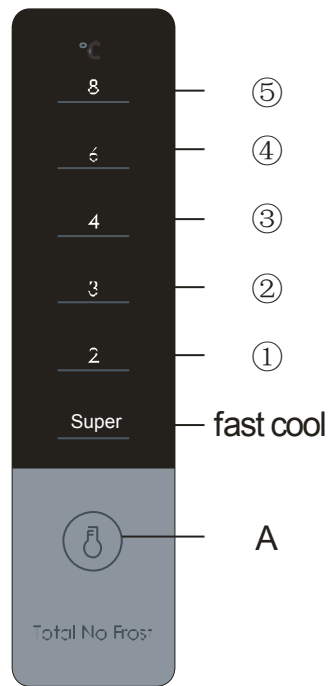 °C
8 ⑤
6 ④
4 ③
3 ②
2 ①
Super fast cool
A
Total No Frost